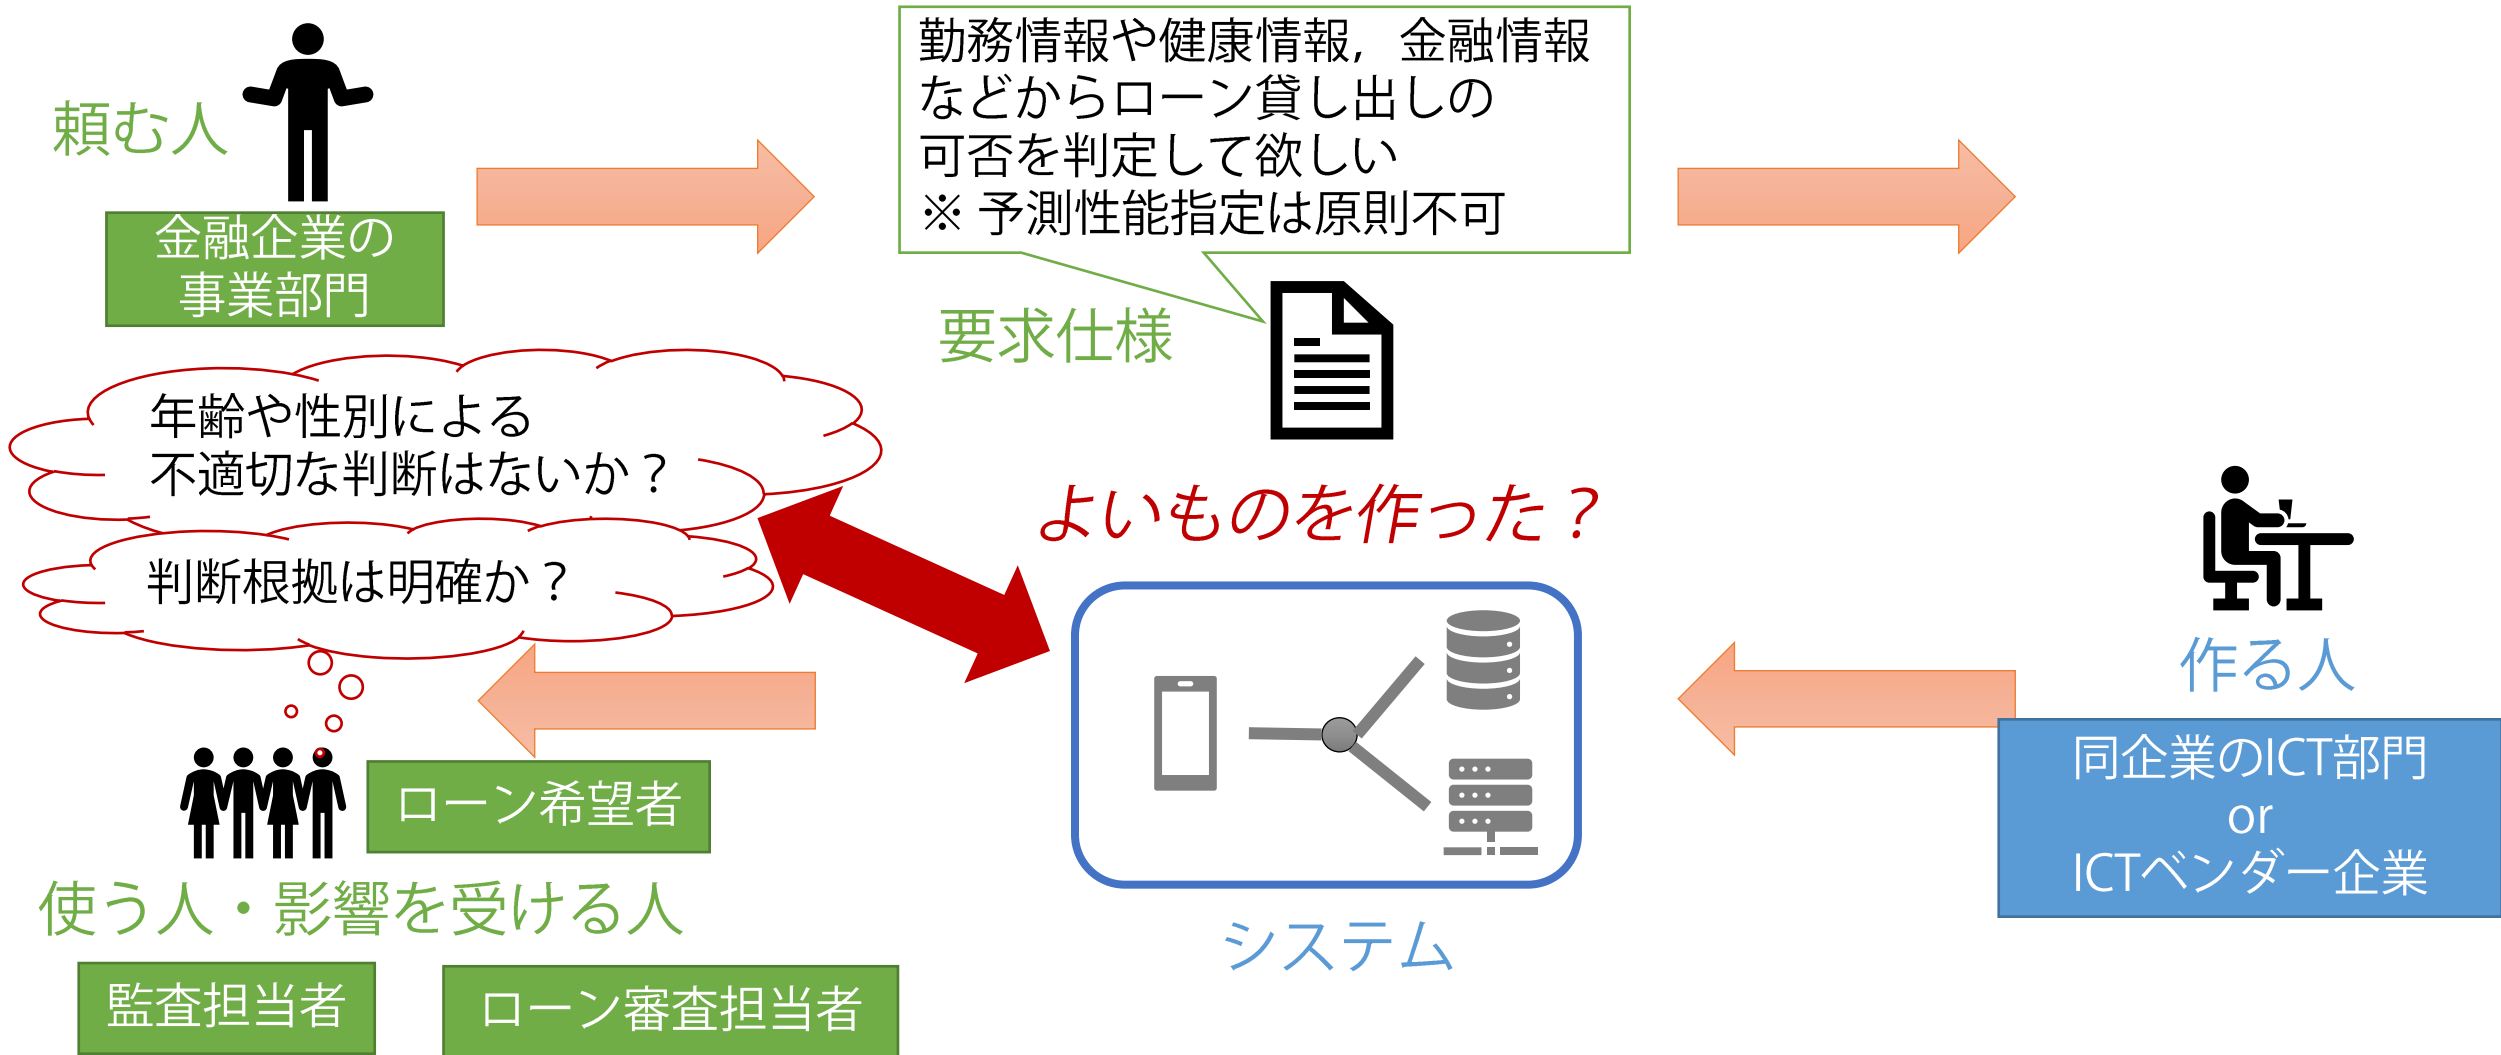 頼む人
金融企業の
事業部門
勤務情報や健康情報，金融情報
などからローン貸し出しの
可否を判定して欲しい
※予測性能指定は原則不可
要求仕様
年齢や性別による
不適切な判断はないか？
判断根拠は明確か？
よいものを作った？
作る人
同企業のICT部門
or
ICTベンダー企業
ローン希望者
使う人・影響を受ける人
システム
監査担当者
ローン審査担当者